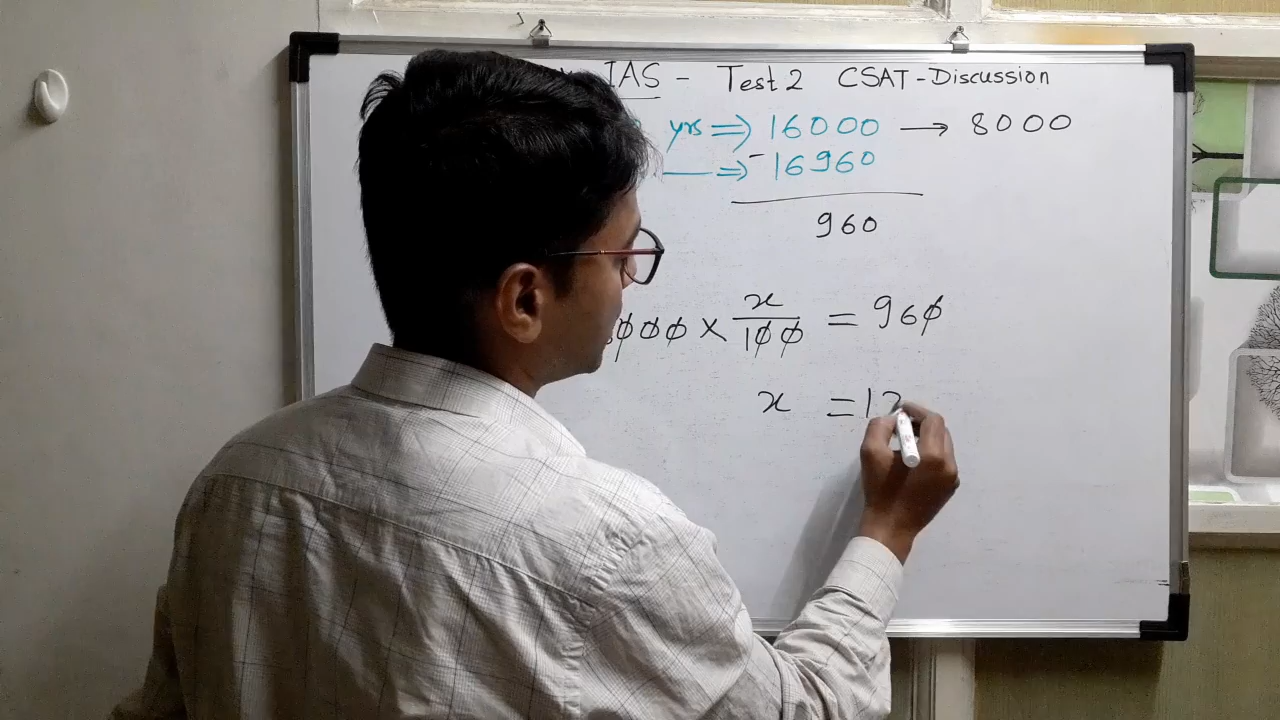 IAS - Test 2 CSAT - Discussion
yrs ⇒ 16000 → 8000
⇒ - 16960
960
000 × x/100 = 960
x = 12